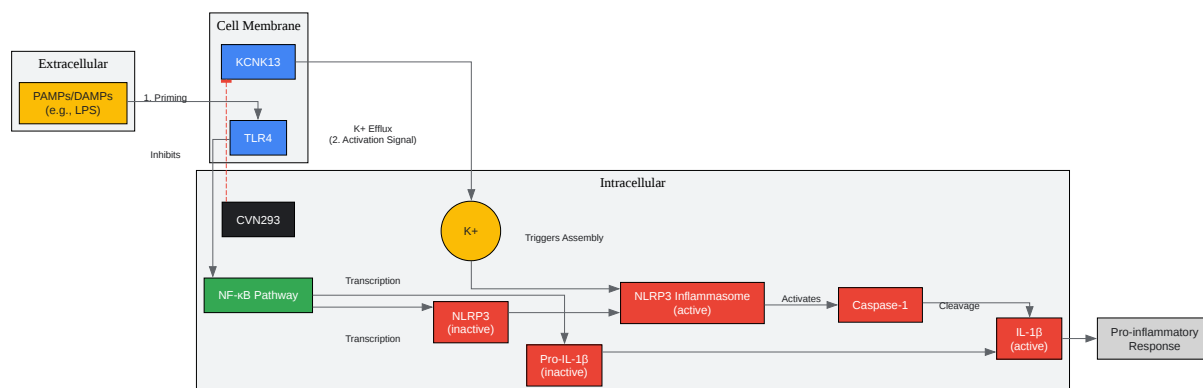 Cell Membrane
KCNK13
Extracellular
PAMPs/DAMPs
(e.g., LPS)
1. Priming
TLR4
K+ Efflux
(2. Activation Signal)
Inhibits
Intracellular
CVN293
K+
Triggers Assembly
Transcription
NF-κB Pathway
NLRP3 Inflammasome
(active)
Activates
Caspase-1
Cleavage
NLRP3
(inactive)
Transcription
IL-1β
(active)
Pro-inflammatory
Response
Pro-IL-1β
(inactive)